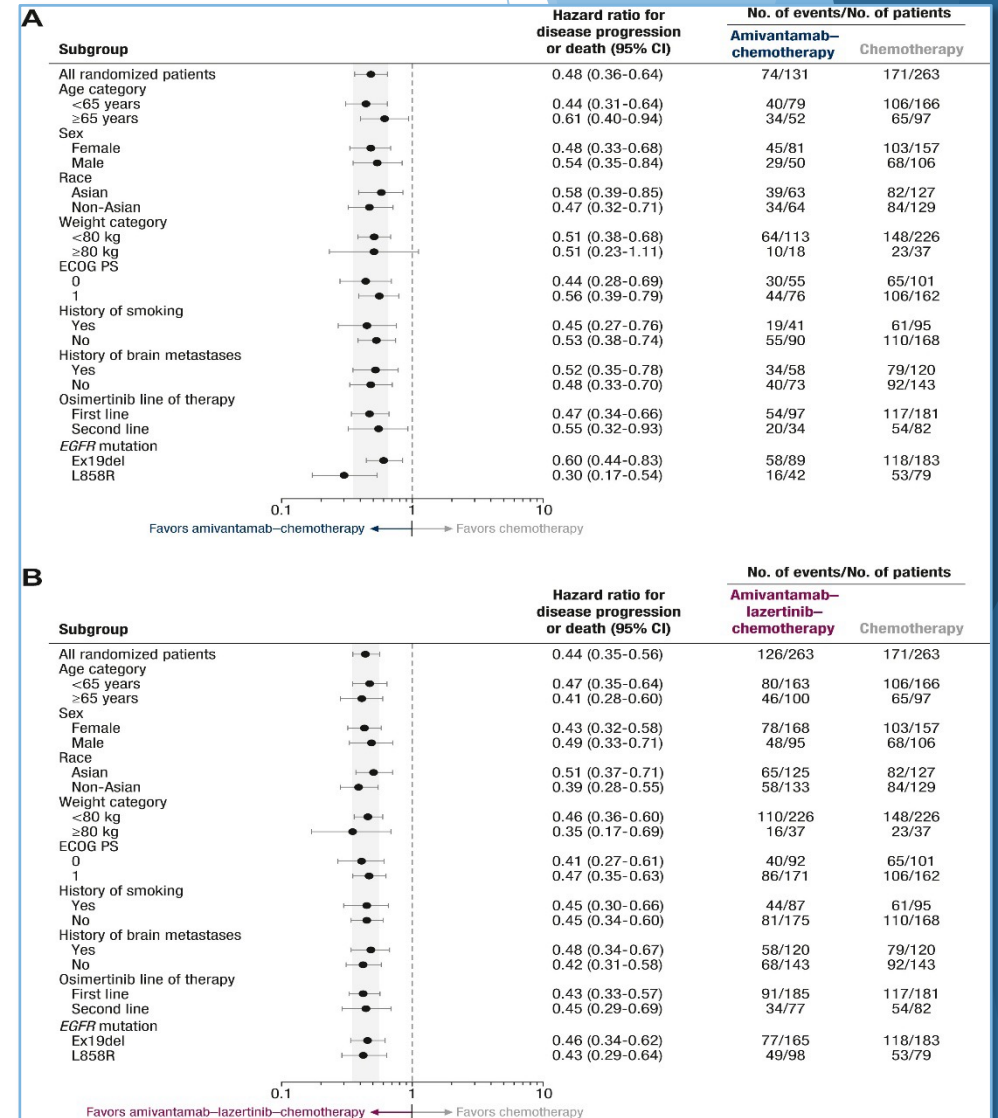 A
Hazard ratio for disease progression or death (95% CI)
No. of events/No. of patients
Subgroup
Amivantamab–chemotherapy
Chemotherapy
All randomized patients 0.48 (0.36-0.64) 74/131 171/263
Age category
<65 years 0.44 (0.31-0.64) 40/79 106/166
≥65 years 0.61 (0.40-0.94) 34/52 65/97
Sex
Female 0.48 (0.33-0.68) 45/81 103/157
Male 0.54 (0.35-0.84) 29/50 68/106
Race
Asian 0.58 (0.39-0.85) 39/63 82/127
Non-Asian 0.47 (0.32-0.71) 34/64 84/129
Weight category
<80 kg 0.51 (0.38-0.68) 64/113 148/226
≥80 kg 0.51 (0.23-1.11) 10/18 23/37
ECOG PS
0 0.44 (0.28-0.69) 30/55 65/101
1 0.56 (0.39-0.79) 44/76 106/162
History of smoking
Yes 0.45 (0.27-0.76) 19/41 61/95
No 0.53 (0.38-0.74) 55/90 110/168
History of brain metastases
Yes 0.52 (0.35-0.78) 34/58 79/120
No 0.48 (0.33-0.70) 40/73 92/143
Osimertinib line of therapy
First line 0.47 (0.34-0.66) 54/97 117/181
Second line 0.55 (0.32-0.93) 20/34 54/82
EGFR mutation
Ex19del 0.60 (0.44-0.83) 58/89 118/183
L858R 0.30 (0.17-0.54) 16/42 53/79
0.1 1 10
Favors amivantamab–chemotherapy Favors chemotherapy
B
Hazard ratio for disease progression or death (95% CI)
No. of events/No. of patients
Subgroup
Amivantamab–lazertinib–chemotherapy
Chemotherapy
All randomized patients 0.44 (0.35-0.56) 126/263 171/263
Age category
<65 years 0.47 (0.35-0.64) 80/163 106/166
≥65 years 0.41 (0.28-0.60) 46/100 65/97
Sex
Female 0.43 (0.32-0.58) 78/168 103/157
Male 0.49 (0.33-0.71) 48/95 68/106
Race
Asian 0.51 (0.37-0.71) 65/125 82/127
Non-Asian 0.39 (0.28-0.55) 58/133 84/129
Weight category
<80 kg 0.46 (0.36-0.60) 110/226 148/226
≥80 kg 0.35 (0.17-0.69) 16/37 23/37
ECOG PS
0 0.41 (0.27-0.61) 40/92 65/101
1 0.47 (0.35-0.63) 86/171 106/162
History of smoking
Yes 0.45 (0.30-0.66) 44/87 61/95
No 0.45 (0.34-0.60) 81/175 110/168
History of brain metastases
Yes 0.48 (0.34-0.67) 58/120 79/120
No 0.42 (0.31-0.58) 68/143 92/143
Osimertinib line of therapy
First line 0.43 (0.33-0.57) 91/185 117/181
Second line 0.45 (0.29-0.69) 34/77 54/82
EGFR mutation
Ex19del 0.46 (0.34-0.62) 77/165 118/183
L858R 0.43 (0.29-0.64) 49/98 53/79
0.1 1 10
Favors amivantamab–lazertinib–chemotherapy Favors chemotherapy